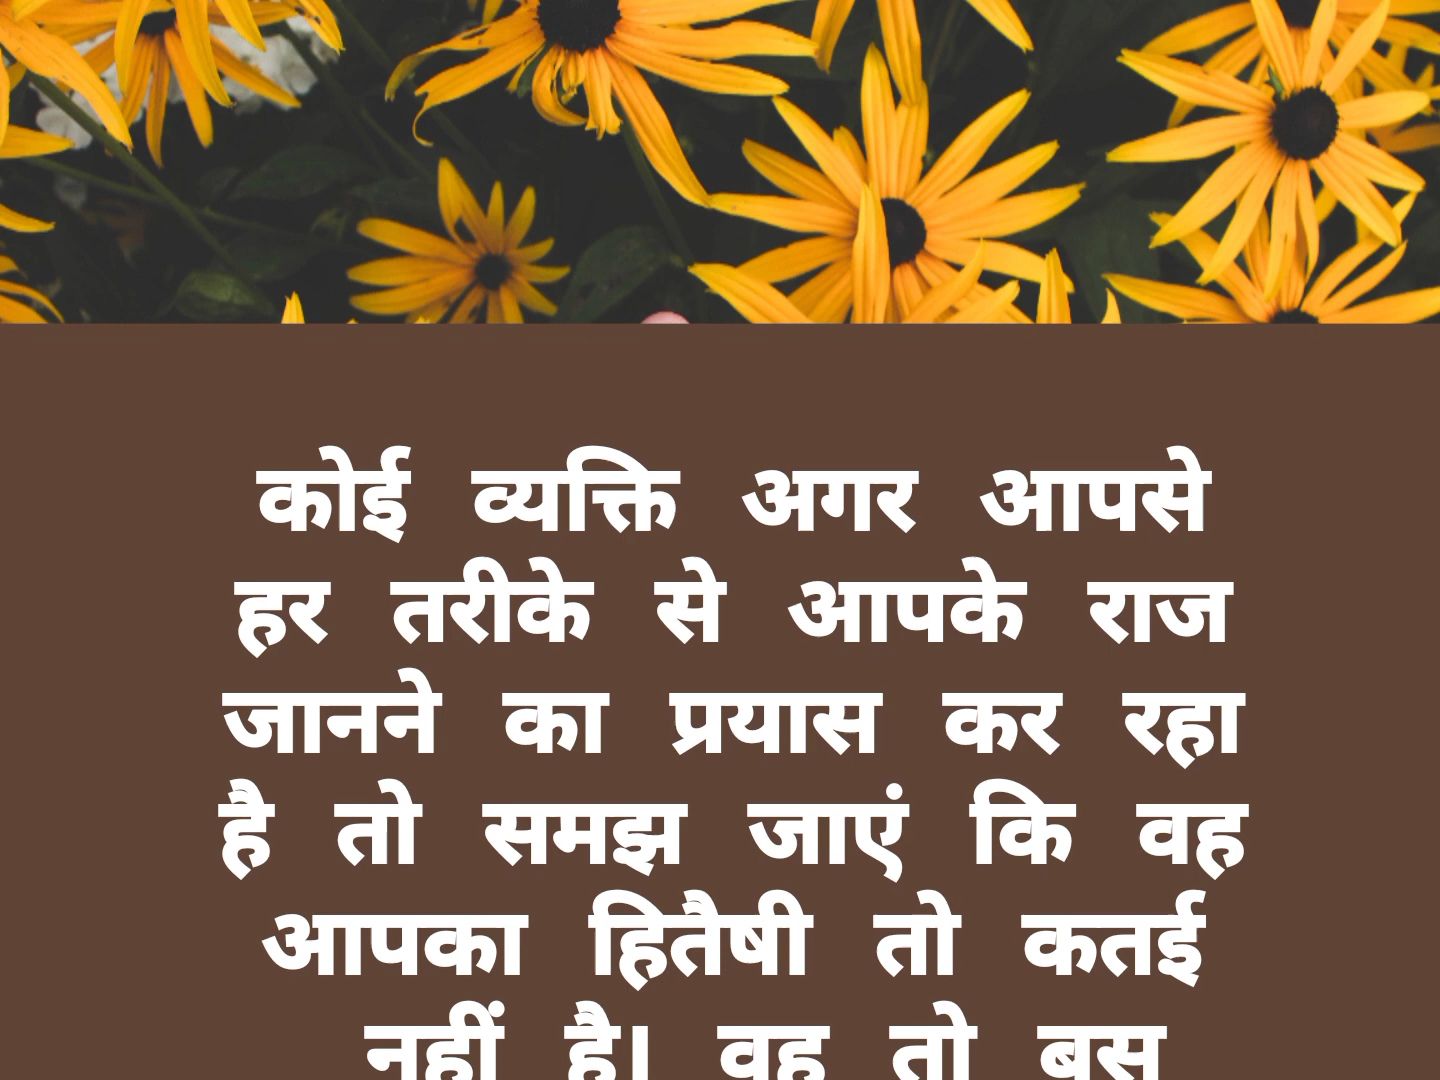 कोई व्यक्ति अगर आपसे
हर तरीके से आपके राज
जानने का प्रयास कर रहा
है तो समझ जाएं कि वह
आपका हितैषी तो कतई
नहीं है। वह तो बस